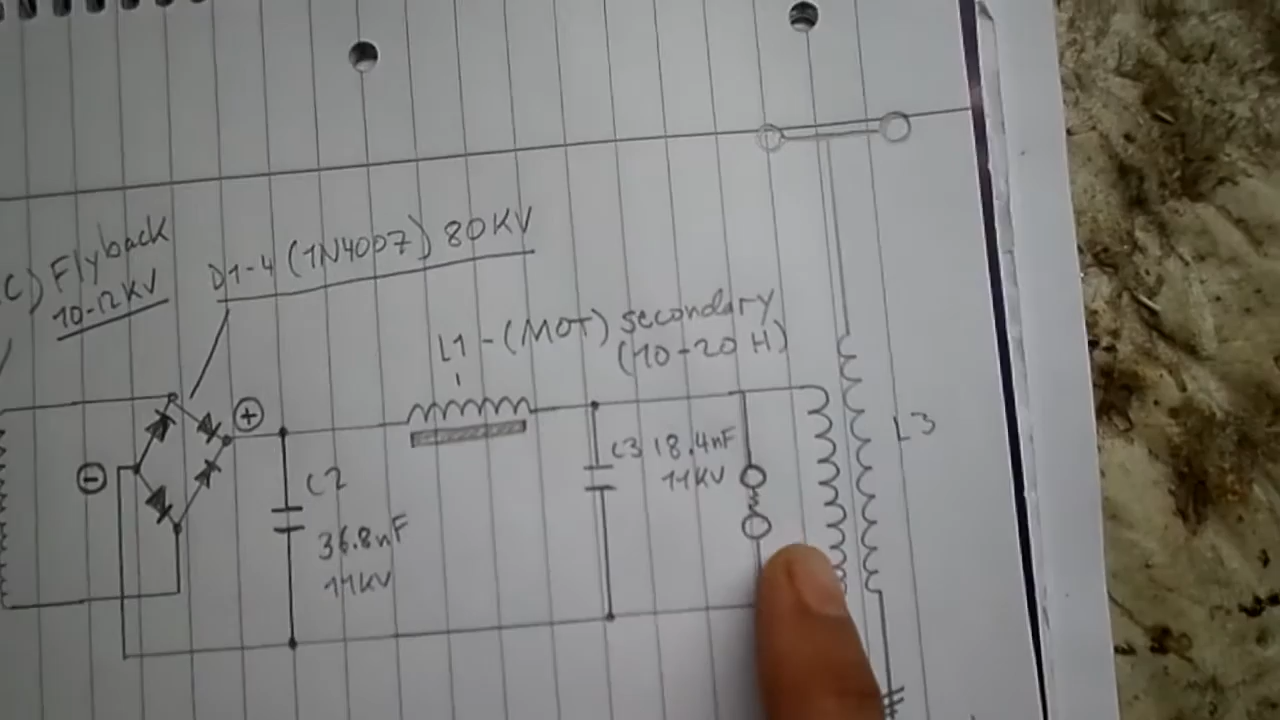 C) Flyback
10-12KV
D1-4 (1N4007) 80KV
L1 - (MOT) secondary
(10-20 H)
+
-
C2
36.8nF
11KV
C3 18.4nF
11KV
L3